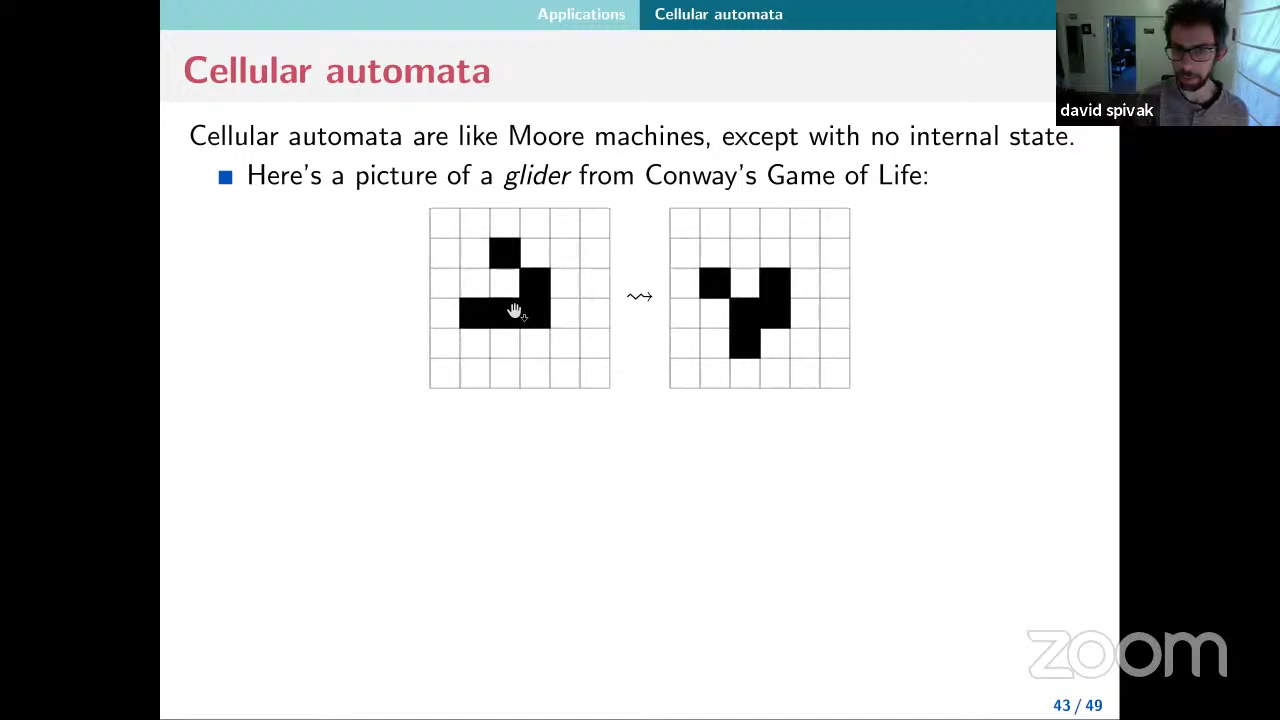 Applications Cellular automata
Cellular automata
david spivak
Cellular automata are like Moore machines, except with no internal state.
Here's a picture of a glider from Conway's Game of Life:
zoom
43 / 49